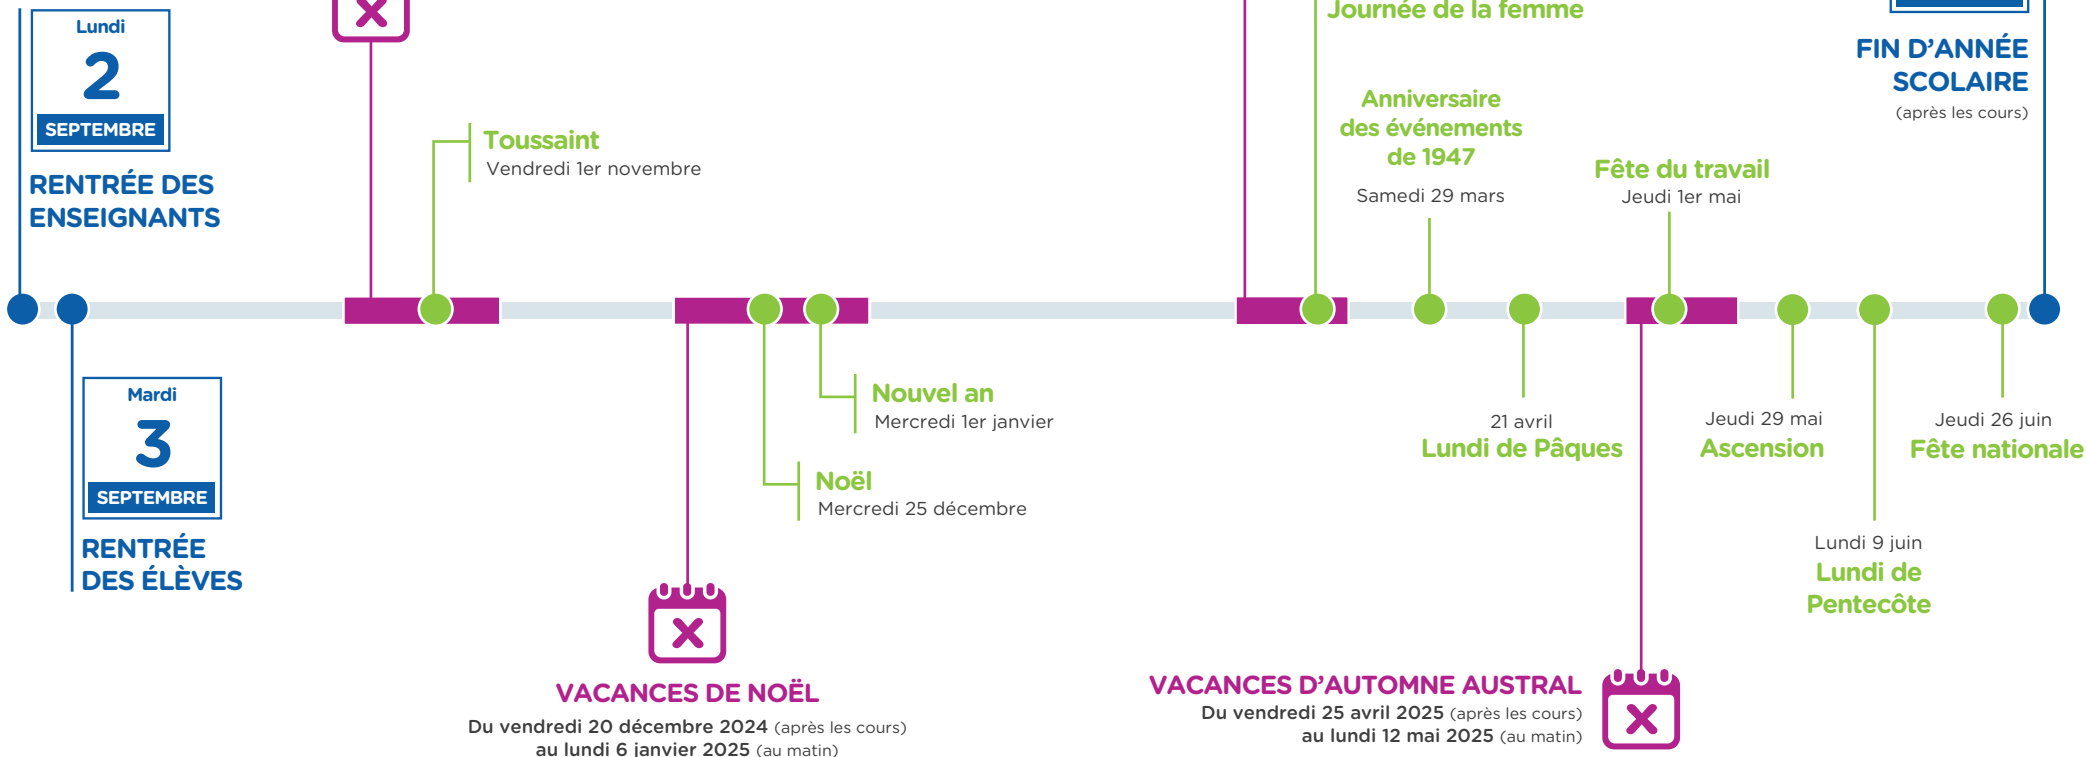 Lundi
2
SEPTEMBRE
RENTRÉE DES
ENSEIGNANTS
Toussaint
Vendredi 1er novembre
Journée de la femme
Anniversaire
des événements
de 1947
Samedi 29 mars
Fête du travail
Jeudi 1er mai
FIN D'ANNÉE
SCOLAIRE
(après les cours)
Mardi
3
SEPTEMBRE
RENTRÉE
DES ÉLÈVES
Nouvel an
Mercredi 1er janvier
Noël
Mercredi 25 décembre
21 avril
Lundi de Pâques
Jeudi 29 mai
Ascension
Jeudi 26 juin
Fête nationale
Lundi 9 juin
Lundi de
Pentecôte
VACANCES DE NOËL
Du vendredi 20 décembre 2024 (après les cours)
au lundi 6 janvier 2025 (au matin)
VACANCES D'AUTOMNE AUSTRAL
Du vendredi 25 avril 2025 (après les cours)
au lundi 12 mai 2025 (au matin)